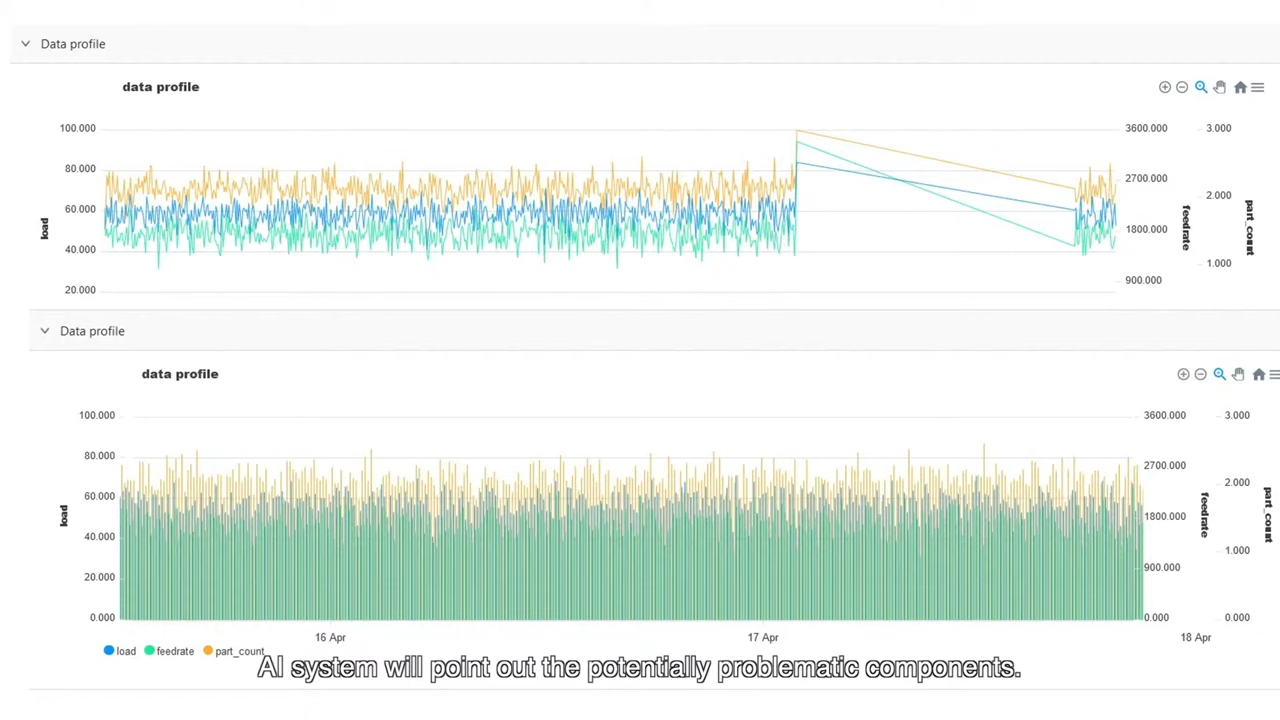 Data profile
data profile
100.000
80.000
60.000
40.000
20.000
load
3600.000
2700.000
1800.000
900.000
feedrate
3.000
2.000
1.000
part_count
Data profile
data profile
100.000
80.000
60.000
40.000
20.000
0.000
load
3600.000
2700.000
1800.000
900.000
0.000
feedrate
3.000
2.000
1.000
0.000
part_count
16 Apr 17 Apr 18 Apr
load feedrate part_count
AI system will point out the potentially problematic components.